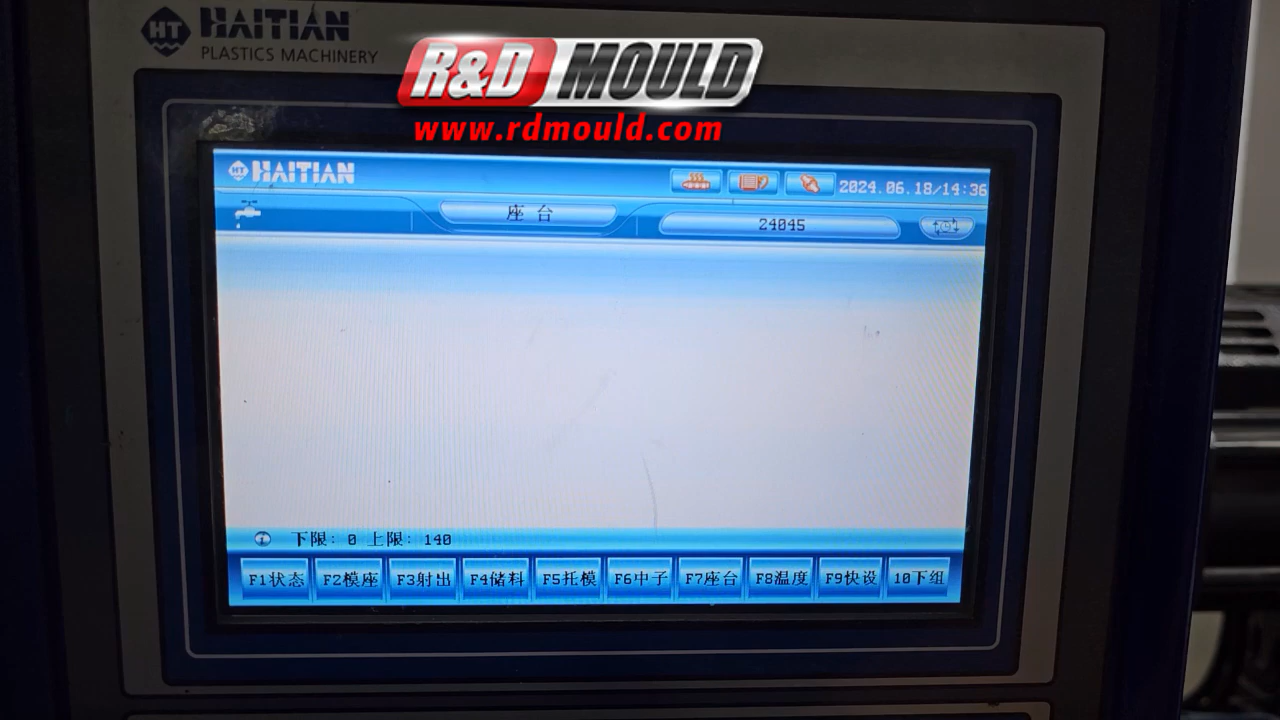 HT HAITIAN
PLASTICS MACHINERY
R&D MOULD
www.rdmould.com
HT HAITIAN
2024.06.18/14:36
座台
24045
下限: 0 上限: 140
F1状态 F2模座 F3射出 F4储料 F5托模 F6中子 F7座台 F8温度 F9快设 10下组